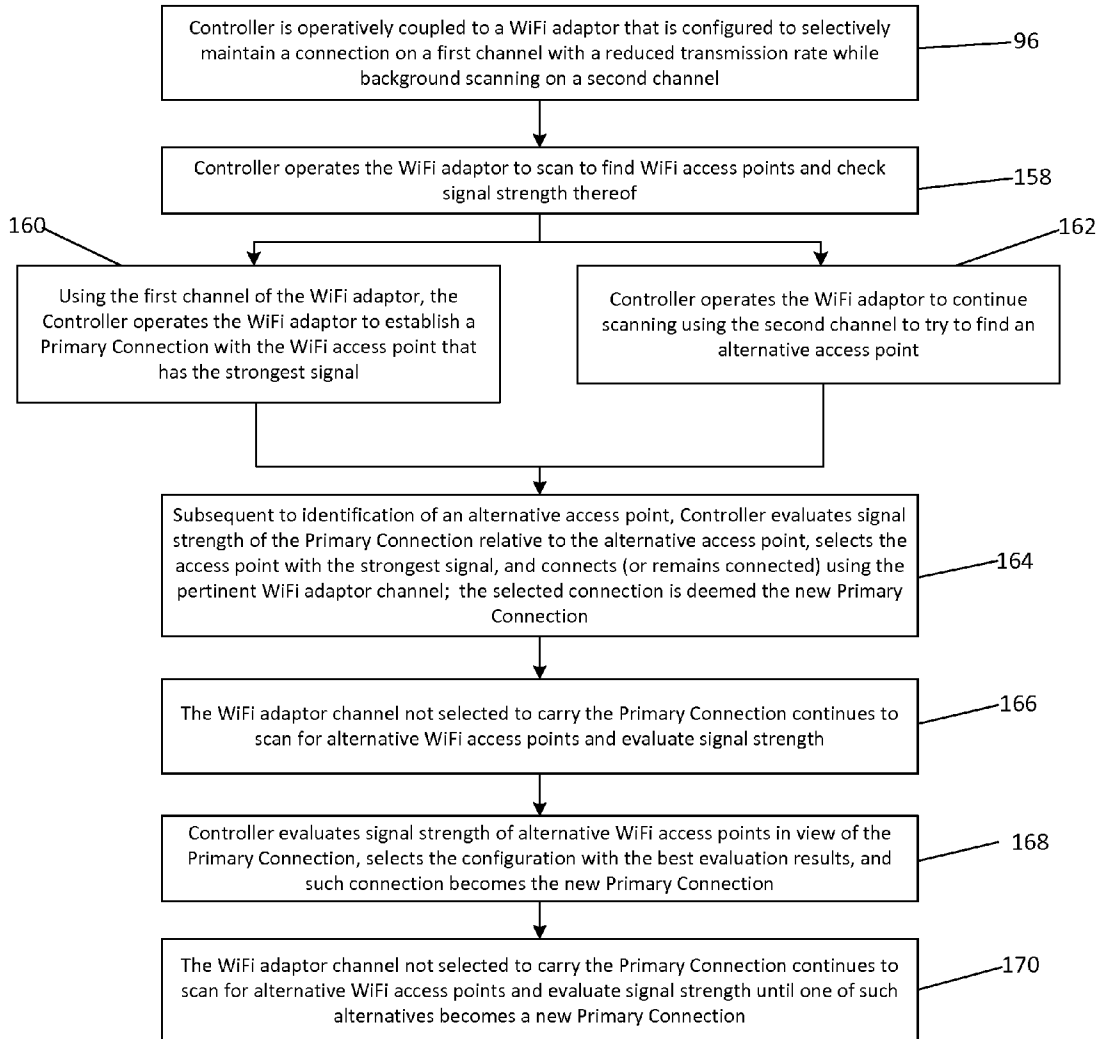 Controller is operatively coupled to a WiFi adaptor that is configured to selectively
maintain a connection on a first channel with a reduced transmission rate while
background scanning on a second channel
96
Controller operates the WiFi adaptor to scan to find WiFi access points and check
signal strength thereof
158
160
Using the first channel of the WiFi adaptor, the
Controller operates the WiFi adaptor to establish a
Primary Connection with the WiFi access point that
has the strongest signal
162
Controller operates the WiFi adaptor to continue
scanning using the second channel to try to find an
alternative access point
Subsequent to identification of an alternative access point, Controller evaluates signal
strength of the Primary Connection relative to the alternative access point, selects the
access point with the strongest signal, and connects (or remains connected) using the
pertinent WiFi adaptor channel; the selected connection is deemed the new Primary
Connection
164
The WiFi adaptor channel not selected to carry the Primary Connection continues to
scan for alternative WiFi access points and evaluate signal strength
166
Controller evaluates signal strength of alternative WiFi access points in view of the
Primary Connection, selects the configuration with the best evaluation results, and
such connection becomes the new Primary Connection
168
The WiFi adaptor channel not selected to carry the Primary Connection continues to
scan for alternative WiFi access points and evaluate signal strength until one of such
alternatives becomes a new Primary Connection
170